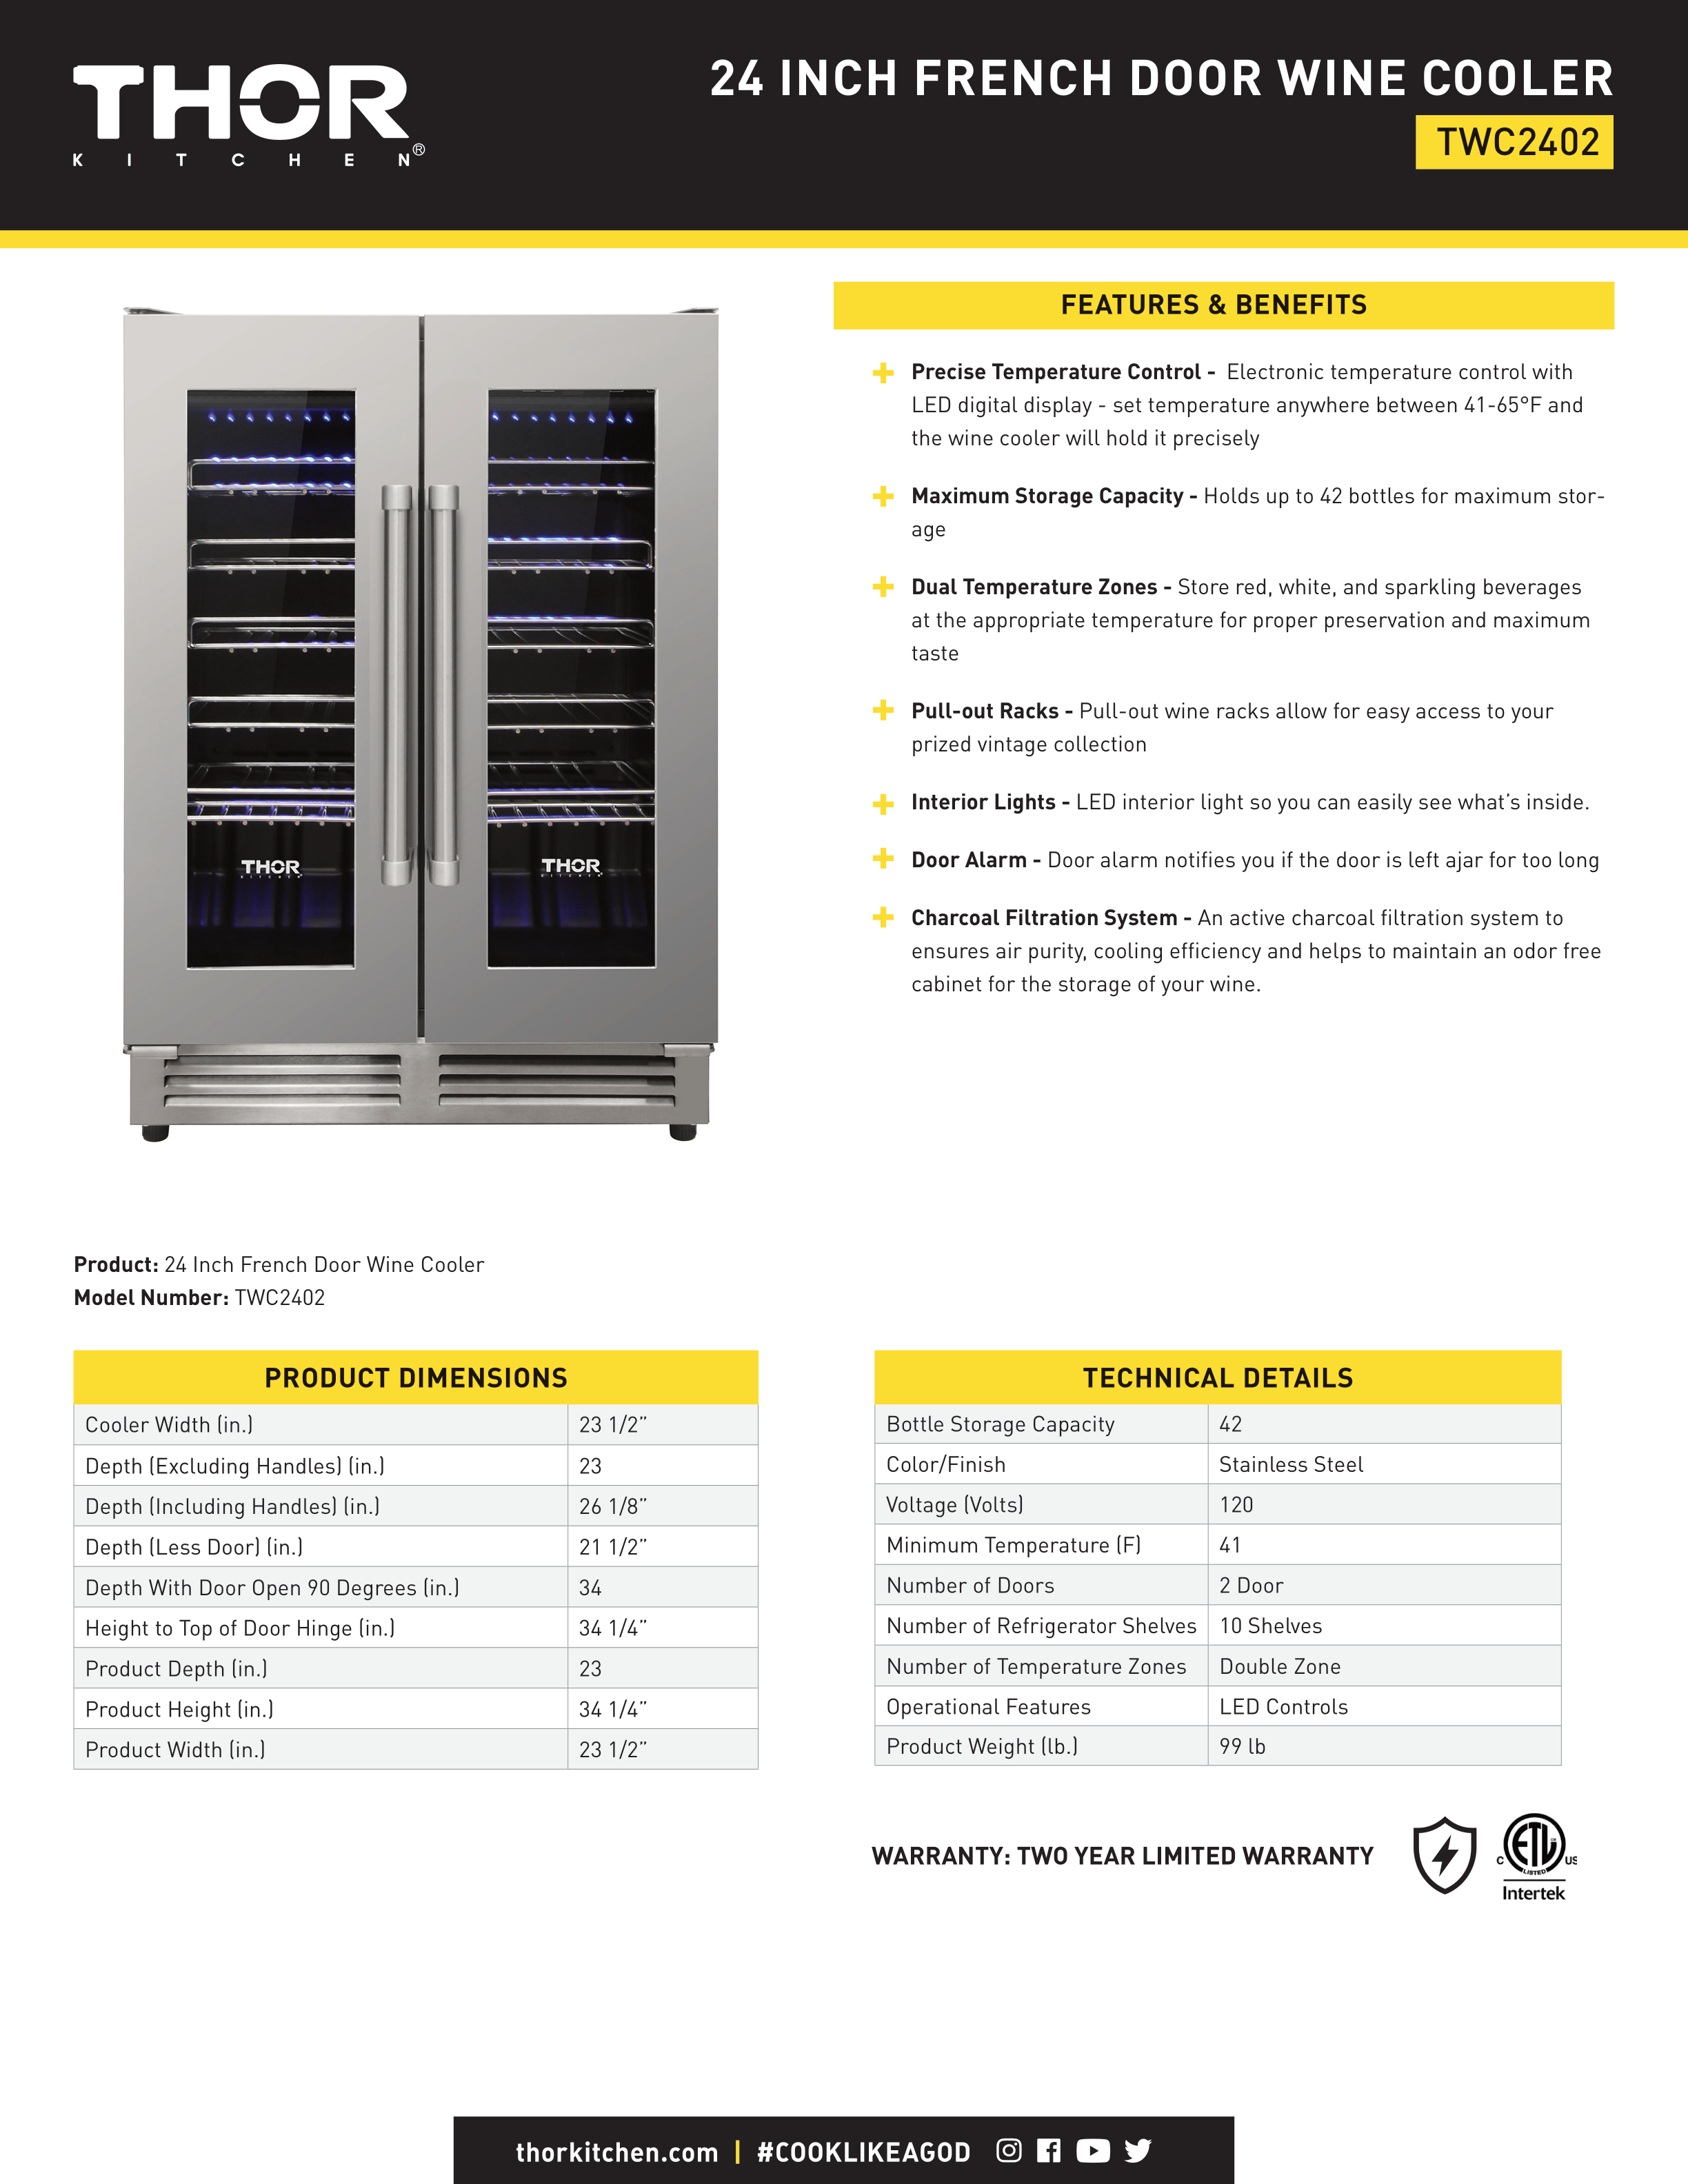 THOR
KITCHEN®
24 INCH FRENCH DOOR WINE COOLER
TWC2402
FEATURES & BENEFITS
Precise Temperature Control - Electronic temperature control with
LED digital display - set temperature anywhere between 41-65°F and
the wine cooler will hold it precisely
Maximum Storage Capacity - Holds up to 42 bottles for maximum stor-
age
Dual Temperature Zones - Store red, white, and sparkling beverages
at the appropriate temperature for proper preservation and maximum
taste
Pull-out Racks - Pull-out wine racks allow for easy access to your
prized vintage collection
Interior Lights - LED interior light so you can easily see what’s inside.
Door Alarm - Door alarm notifies you if the door is left ajar for too long
Charcoal Filtration System - An active charcoal filtration system to
ensures air purity, cooling efficiency and helps to maintain an odor free
cabinet for the storage of your wine.
THOR
KITCHEN
THOR
KITCHEN
Product: 24 Inch French Door Wine Cooler
Model Number: TWC2402
PRODUCT DIMENSIONS
Cooler Width (in.) 23 1/2”
Depth (Excluding Handles) (in.) 23
Depth (Including Handles) (in.) 26 1/8”
Depth (Less Door) (in.) 21 1/2”
Depth With Door Open 90 Degrees (in.) 34
Height to Top of Door Hinge (in.) 34 1/4”
Product Depth (in.) 23
Product Height (in.) 34 1/4”
Product Width (in.) 23 1/2”
TECHNICAL DETAILS
Bottle Storage Capacity 42
Color/Finish Stainless Steel
Voltage (Volts) 120
Minimum Temperature (F) 41
Number of Doors 2 Door
Number of Refrigerator Shelves 10 Shelves
Number of Temperature Zones Double Zone
Operational Features LED Controls
Product Weight (lb.) 99 lb
WARRANTY: TWO YEAR LIMITED WARRANTY
ETL
LISTED
C US
Intertek
thorkitchen.com | #COOKLIKEAGOD